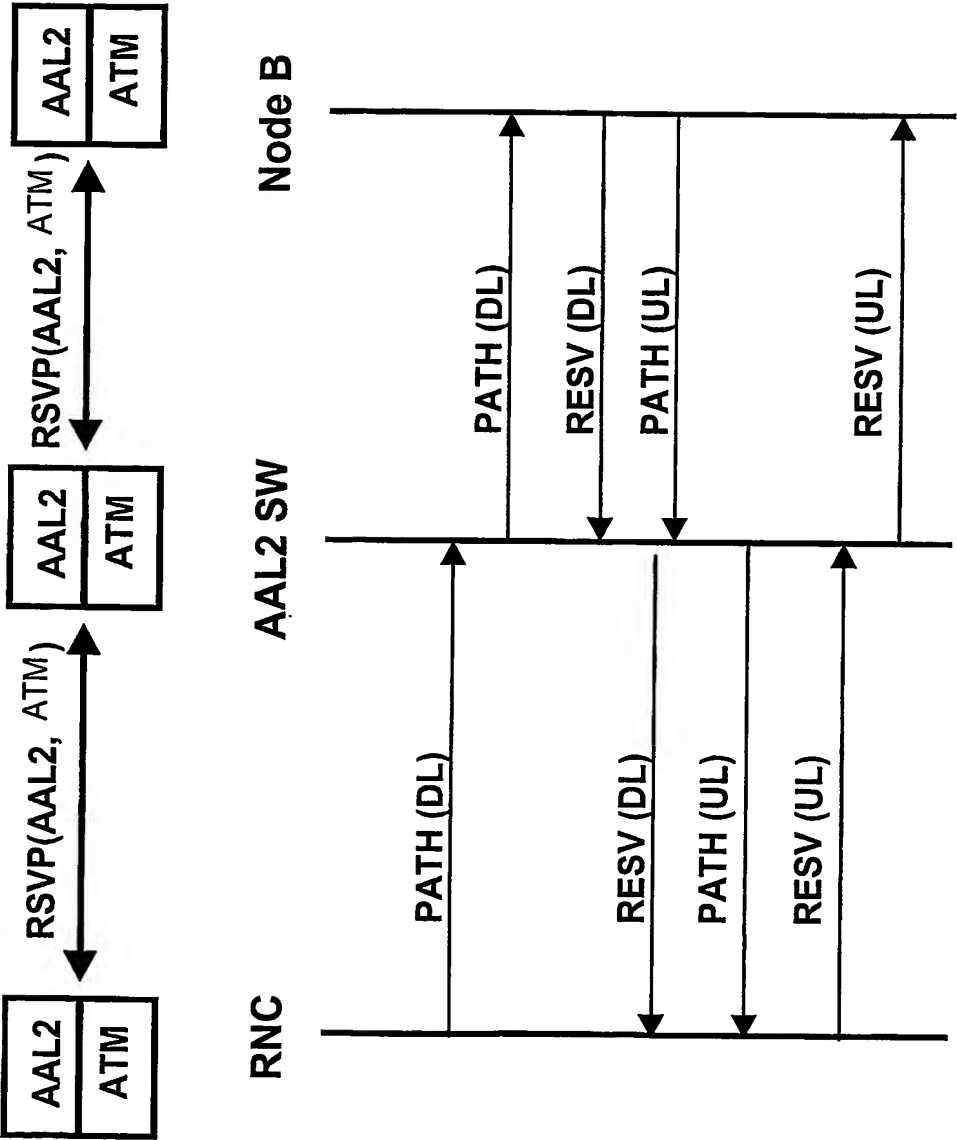 AAL2
ATM
RSVP(AAL2, ATM)
AAL2
ATM
RSVP(AAL2, ATM)
AAL2
ATM
RNC
AAL2 SW
Node B
PATH (DL)
PATH (DL)
RESV (DL)
RESV (DL)
PATH (UL)
PATH (UL)
RESV (UL)
RESV (UL)